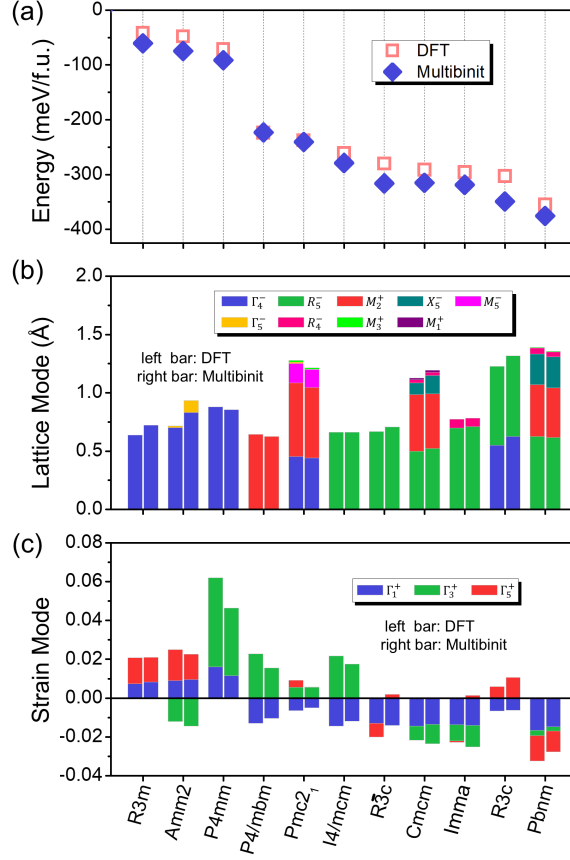 (a)
0
-100
-200
-300
-400
Energy (meV/f.u.)
DFT
Multibinit
(b)
2.0
1.5
1.0
0.5
0.0
Lattice Mode (Å)
Γ₄⁻ R₅⁻ M₂⁺ X₅⁻ M₅⁻
Γ₅⁻ R₄⁻ M₃⁺ M₁⁺
left bar: DFT
right bar: Multibinit
(c)
0.08
0.06
0.04
0.02
0.00
-0.02
-0.04
Strain Mode
Γ₁⁺ Γ₃⁺ Γ₅⁺
left bar: DFT
right bar: Multibinit
R3m
Amm2
P4mm
P4/mbm
Pmc2₁
I4/mcm
R3̄c
Cmcm
Imma
R3c
Pbnm